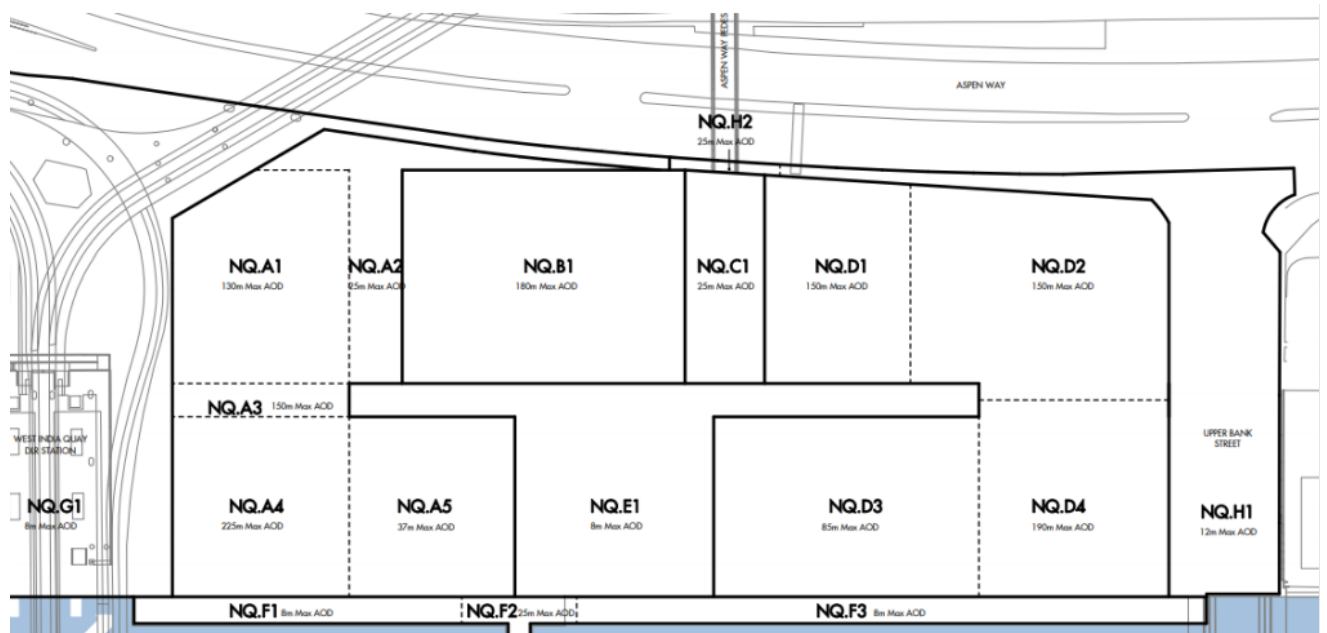 ASPEN WAY PEDES
ASPEN WAY
NQ.H2
25m Max AOD
NQ.A1
130m Max AOD
NQ.A2
25m Max AOD
NQ.B1
180m Max AOD
NQ.C1
25m Max AOD
NQ.D1
150m Max AOD
NQ.D2
150m Max AOD
NQ.A3 150m Max AOD
WEST INDIA QUAY
DLR STATION
UPPER BANK
STREET
NQ.G1
8m Max AOD
NQ.A4
225m Max AOD
NQ.A5
37m Max AOD
NQ.E1
8m Max AOD
NQ.D3
85m Max AOD
NQ.D4
190m Max AOD
NQ.H1
12m Max AOD
NQ.F1 8m Max AOD
NQ.F2 25m Max AOD
NQ.F3 8m Max AOD